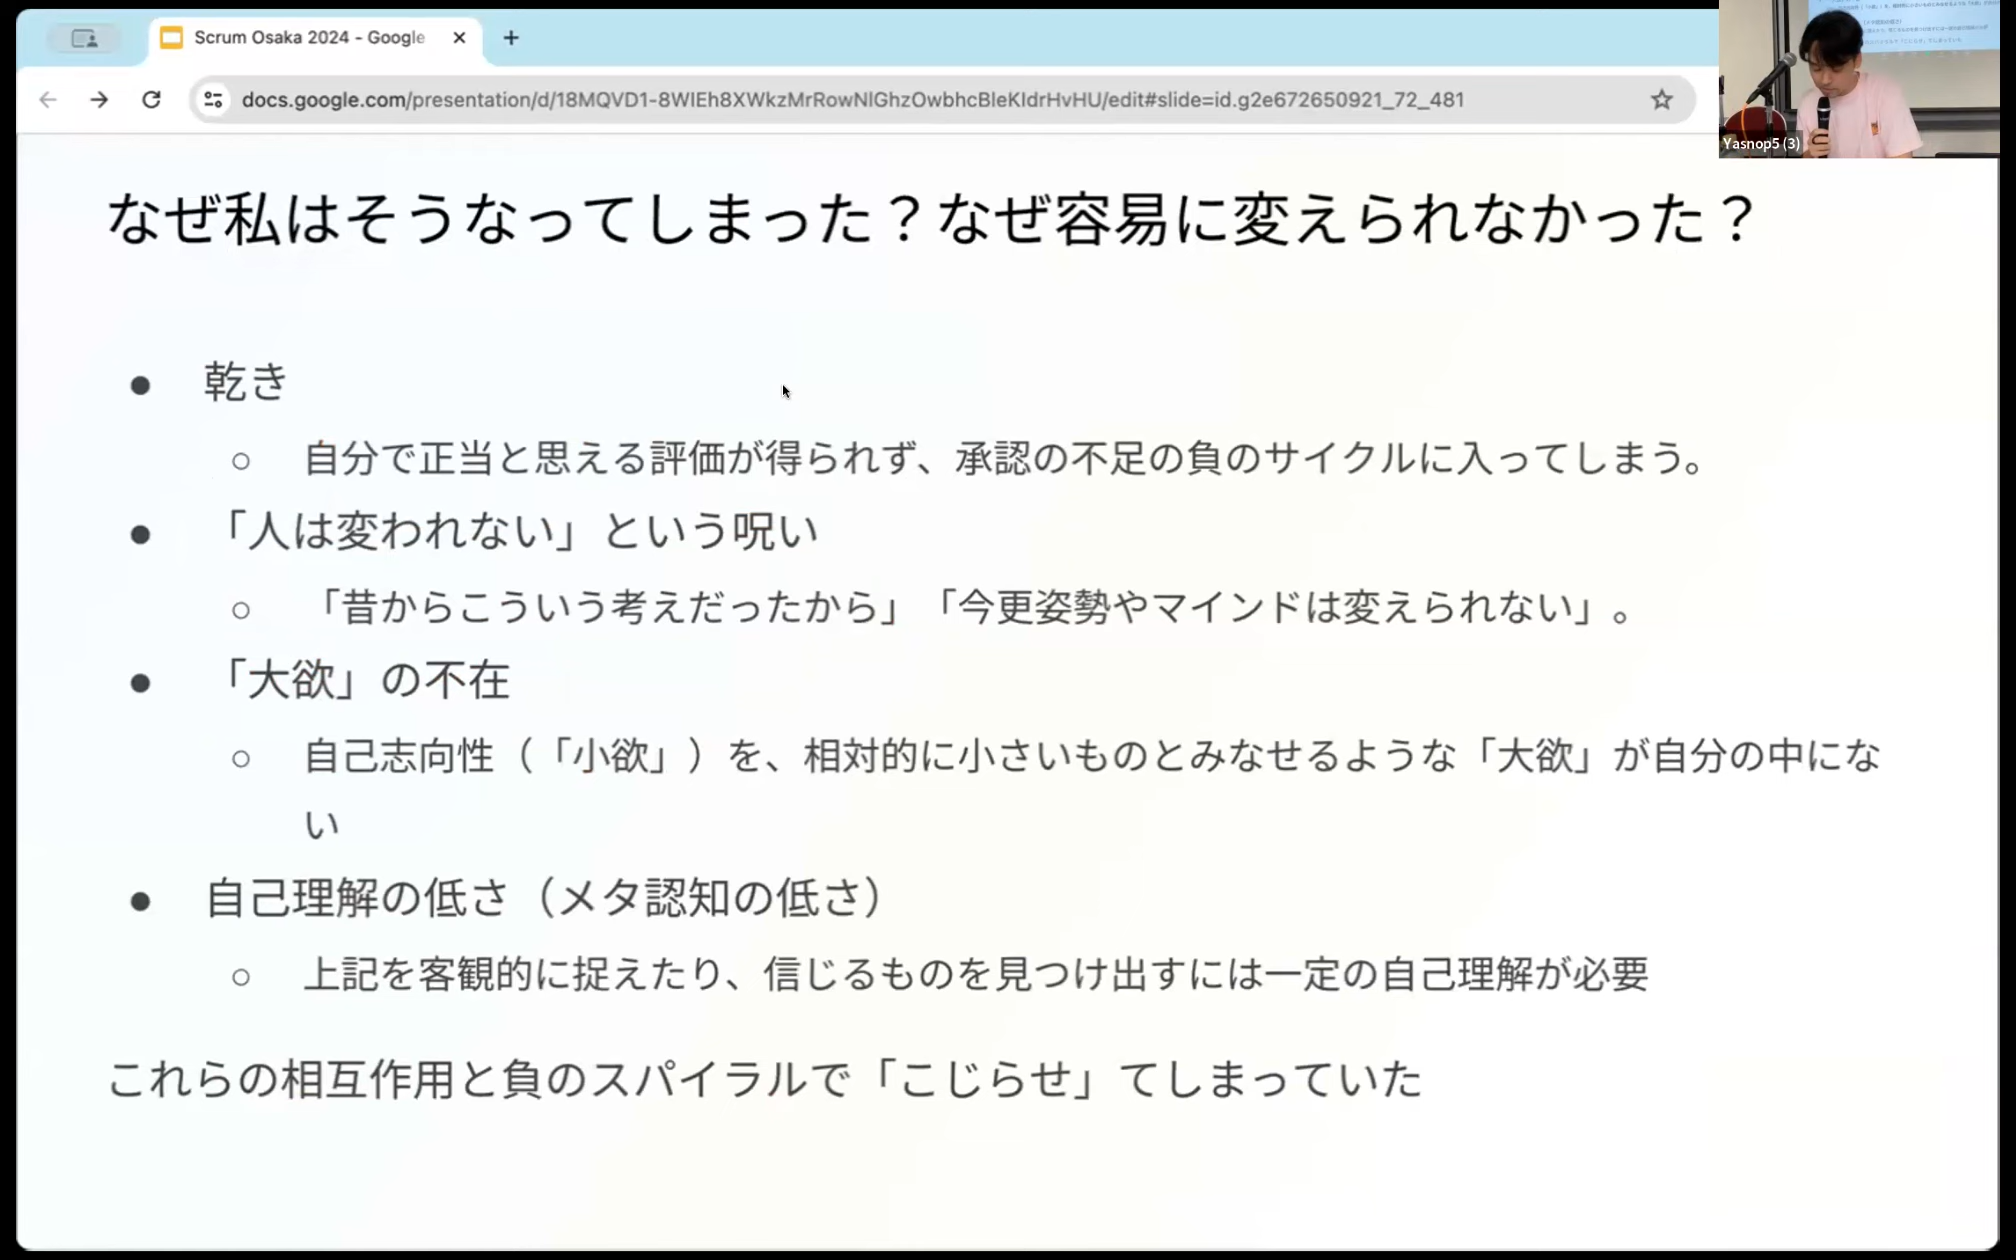 Scrum Osaka 2024 - Google
docs.google.com/presentation/d/18MQVD1-8WIEh8XWkzMrRowNlGhzOwbhcBleKIdrHvHU/edit#slide=id.g2e672650921_72_481
Yasnop5 (3)
なぜ私はそうなってしまった？なぜ容易に変えられなかった？
● 乾き
○ 自分で正当と思える評価が得られず、承認の不足の負のサイクルに入ってしまう。
● 「人は変われない」という呪い
○ 「昔からこういう考えだったから」「今更姿勢やマインドは変えられない」。
● 「大欲」の不在
○ 自己志向性（「小欲」）を、相対的に小さいものとみなせるような「大欲」が自分の中にな
い
● 自己理解の低さ（メタ認知の低さ）
○ 上記を客観的に捉えたり、信じるものを見つけ出すには一定の自己理解が必要
これらの相互作用と負のスパイラルで「こじらせ」てしまっていた